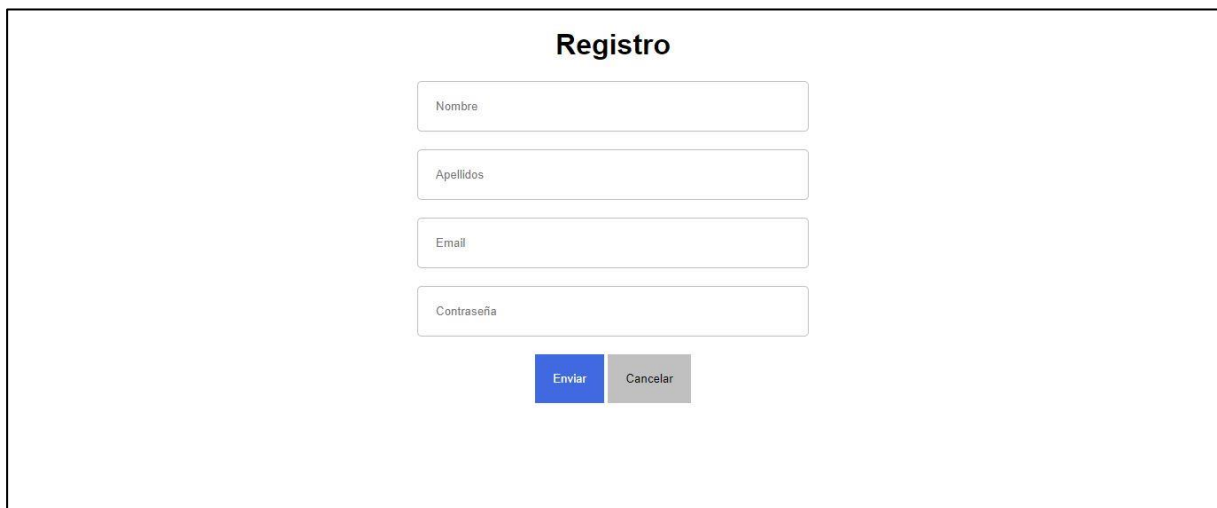 Registro
Nombre
Apellidos
Email
Contraseña
Enviar Cancelar